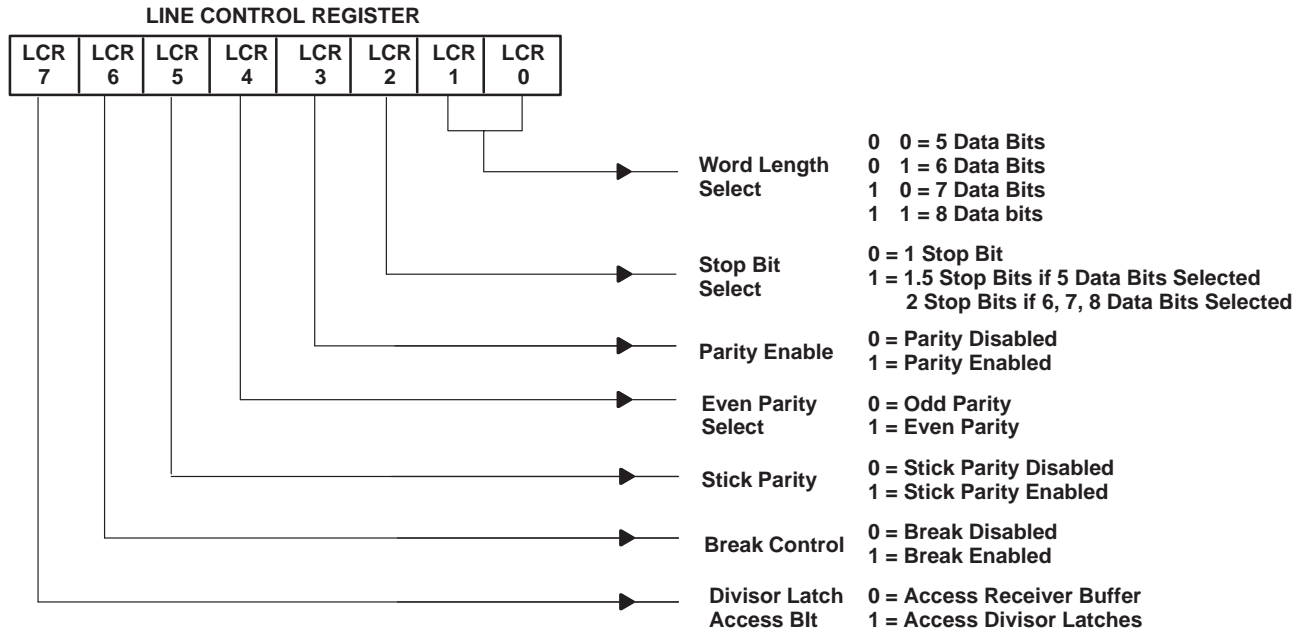 LINE CONTROL REGISTER
LCR LCR LCR LCR LCR LCR LCR LCR
7 6 5 4 3 2 1 0
Word Length
Select
0 0 = 5 Data Bits
0 1 = 6 Data Bits
1 0 = 7 Data Bits
1 1 = 8 Data bits
Stop Bit
Select
0 = 1 Stop Bit
1 = 1.5 Stop Bits if 5 Data Bits Selected
2 Stop Bits if 6, 7, 8 Data Bits Selected
Parity Enable
0 = Parity Disabled
1 = Parity Enabled
Even Parity
Select
0 = Odd Parity
1 = Even Parity
Stick Parity
0 = Stick Parity Disabled
1 = Stick Parity Enabled
Break Control
0 = Break Disabled
1 = Break Enabled
Divisor Latch
Access BIt
0 = Access Receiver Buffer
1 = Access Divisor Latches